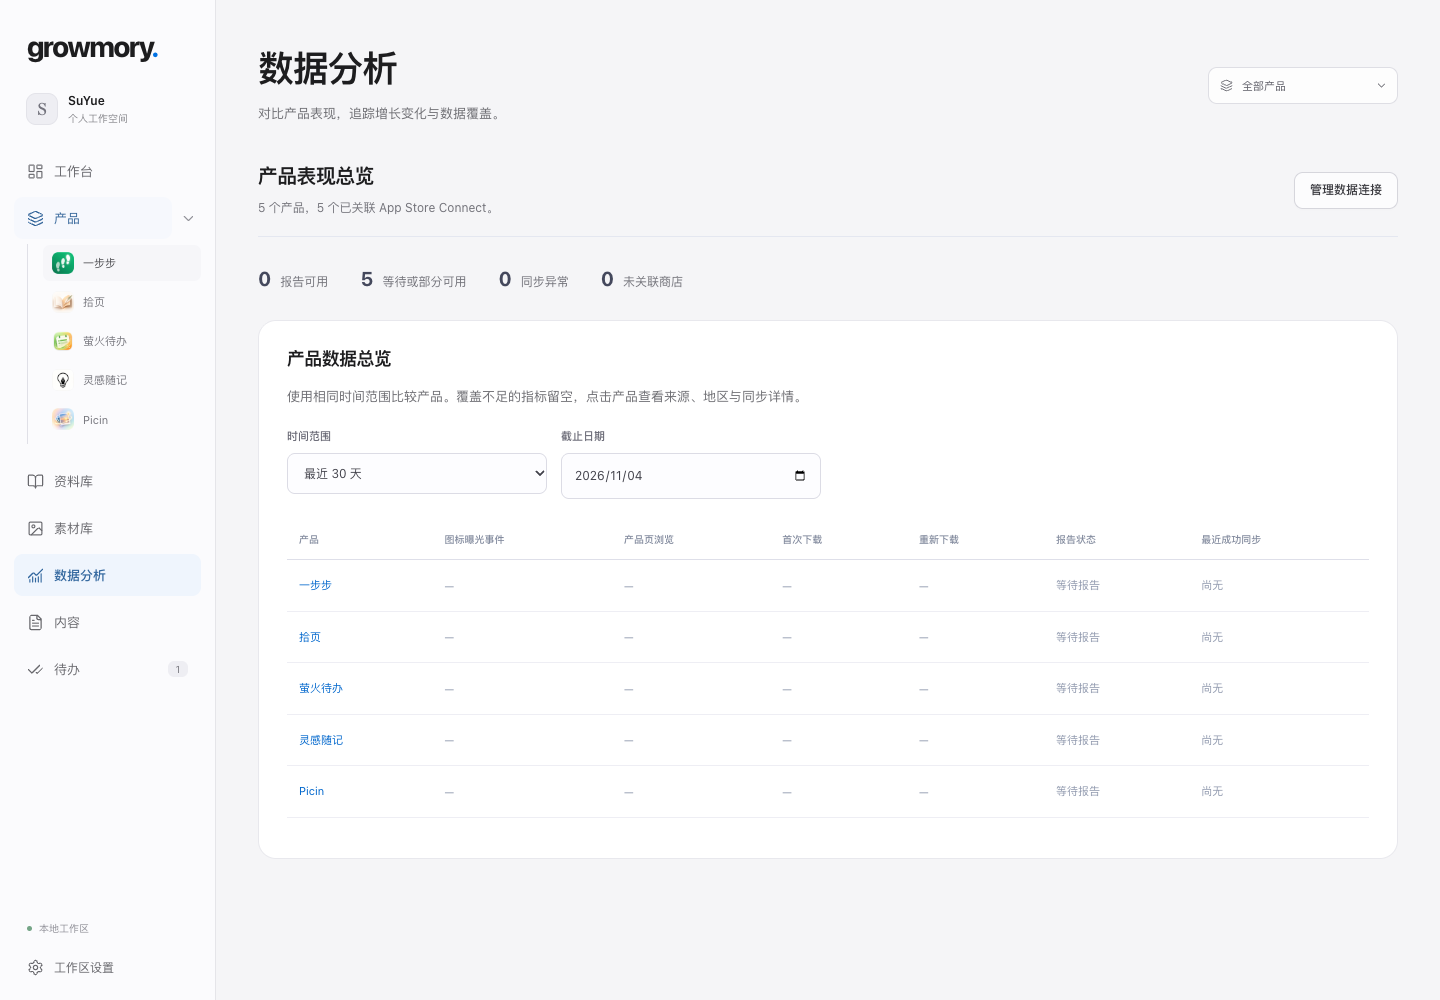 growmory.
S
SuYue
个人工作空间
工作台
产品
一步步
拾页
萤火待办
灵感随记
Picin
资料库
素材库
数据分析
内容
待办
1
本地工作区
工作区设置
数据分析
对比产品表现，追踪增长变化与数据覆盖。
全部产品
产品表现总览
5 个产品，5 个已关联 App Store Connect。
管理数据连接
0 报告可用 5 等待或部分可用 0 同步异常 0 未关联商店
产品数据总览
使用相同时间范围比较产品。覆盖不足的指标留空，点击产品查看来源、地区与同步详情。
时间范围 截止日期
最近 30 天 2026/11/04
产品 图标曝光事件 产品页浏览 首次下载 重新下载 报告状态 最近成功同步
一步步 — — — — 等待报告 尚无
拾页 — — — — 等待报告 尚无
萤火待办 — — — — 等待报告 尚无
灵感随记 — — — — 等待报告 尚无
Picin — — — — 等待报告 尚无